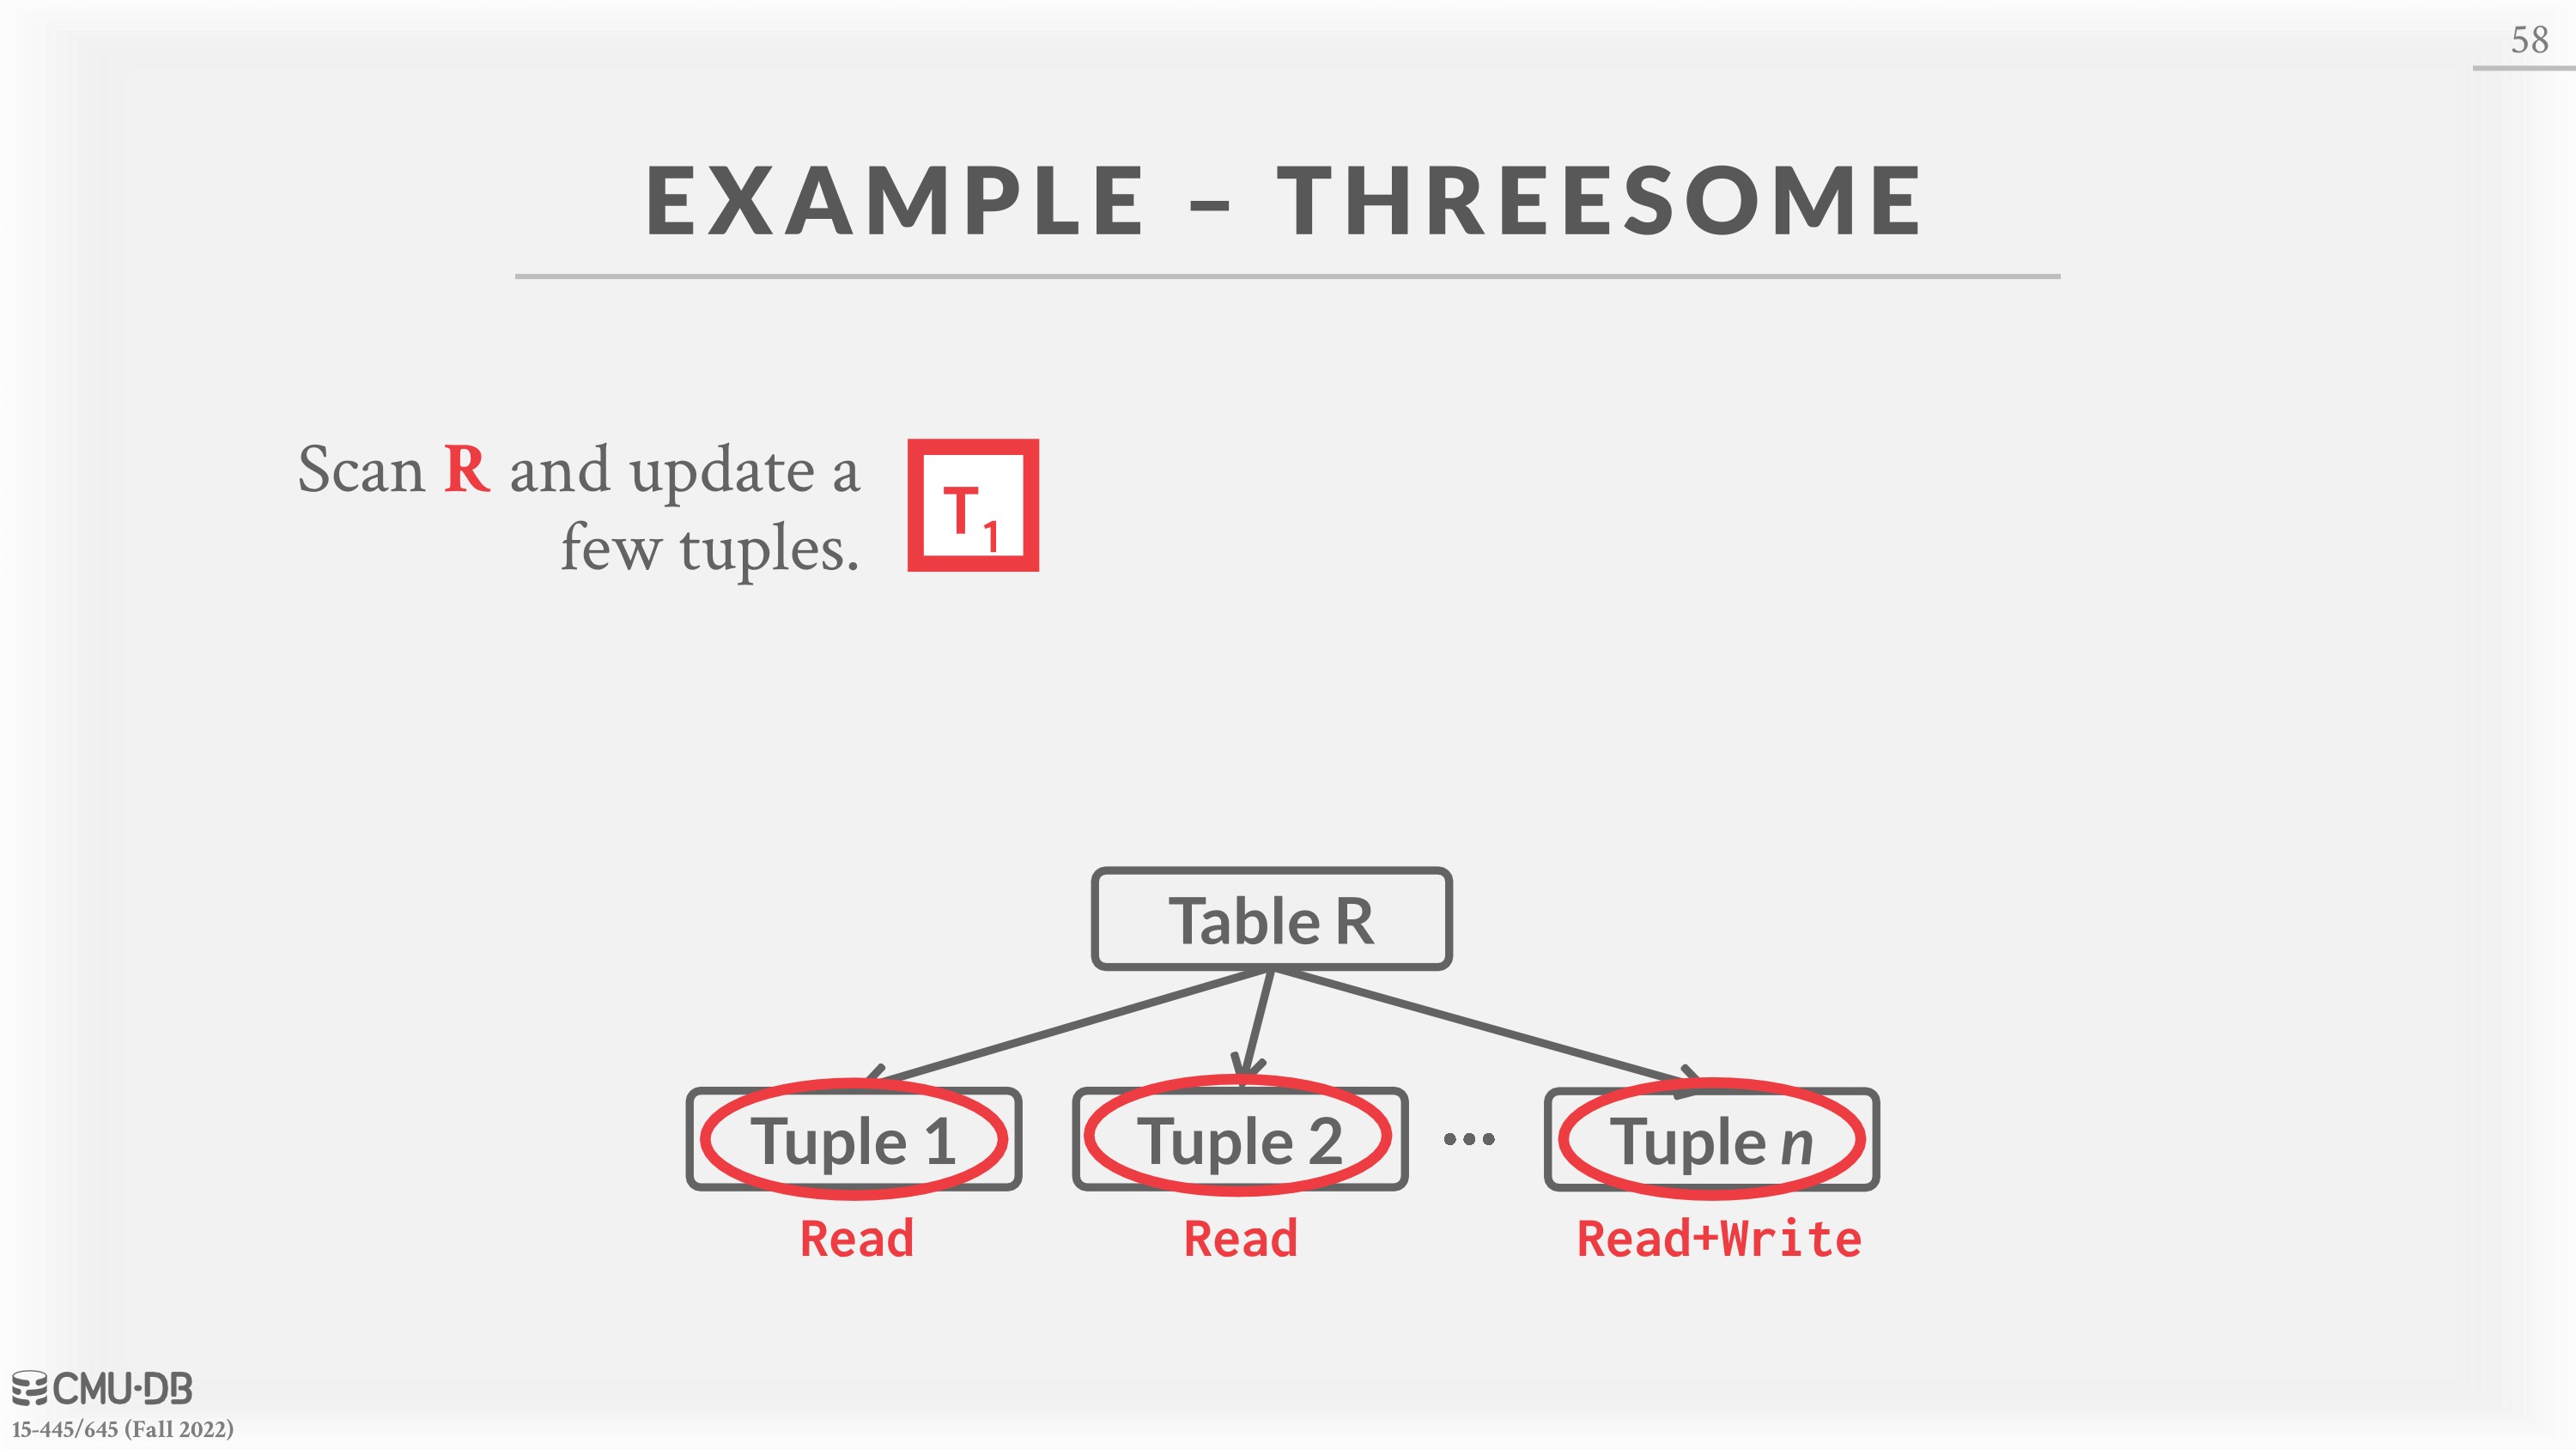 58
EXAMPLE – THREESOME
Scan R and update a
few tuples.
T1
Table R
Tuple 1
Tuple 2
...
Tuple n
Read
Read
Read+Write
CMU·DB
15-445/645 (Fall 2022)